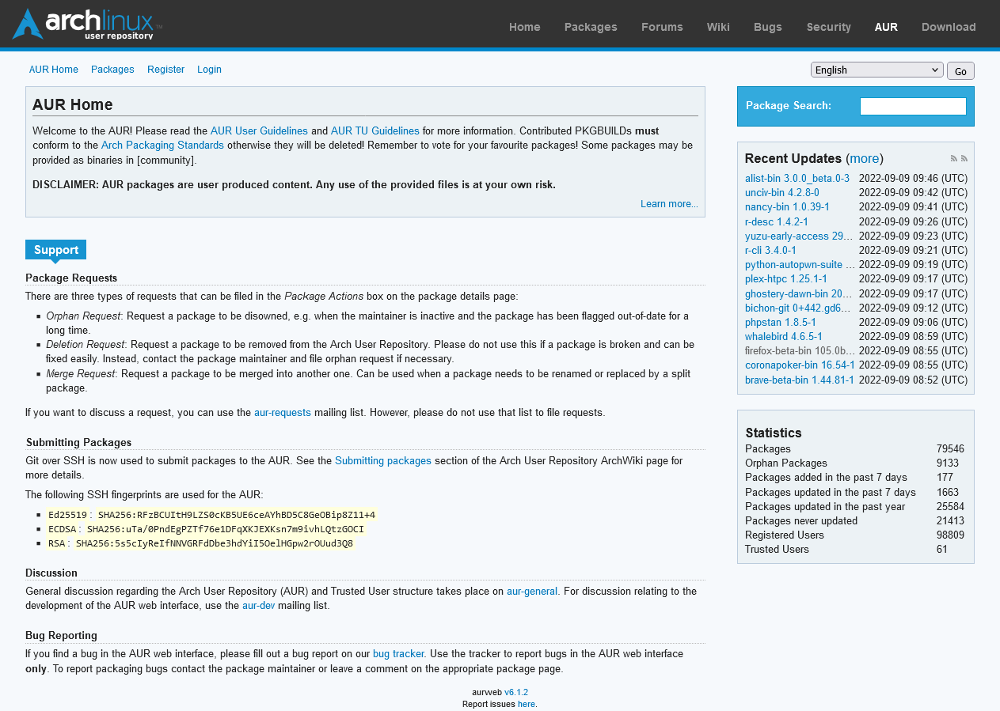 archlinux™
user repository
Home Packages Forums Wiki Bugs Security AUR Download
AUR Home Packages Register Login
English Go
AUR Home
Welcome to the AUR! Please read the AUR User Guidelines and AUR TU Guidelines for more information. Contributed PKGBUILDs must
conform to the Arch Packaging Standards otherwise they will be deleted! Remember to vote for your favourite packages! Some packages may be
provided as binaries in [community].
DISCLAIMER: AUR packages are user produced content. Any use of the provided files is at your own risk.
Learn more...
Support
Package Requests
There are three types of requests that can be filed in the Package Actions box on the package details page:
▪ Orphan Request: Request a package to be disowned, e.g. when the maintainer is inactive and the package has been flagged out-of-date for a
long time.
▪ Deletion Request: Request a package to be removed from the Arch User Repository. Please do not use this if a package is broken and can be
fixed easily. Instead, contact the package maintainer and file orphan request if necessary.
▪ Merge Request: Request a package to be merged into another one. Can be used when a package needs to be renamed or replaced by a split
package.
If you want to discuss a request, you can use the aur-requests mailing list. However, please do not use that list to file requests.
Submitting Packages
Git over SSH is now used to submit packages to the AUR. See the Submitting packages section of the Arch User Repository ArchWiki page for
more details.
The following SSH fingerprints are used for the AUR:
▪ Ed25519: SHA256:RFzBCUItH9LZS0cKB5UE6ceAYhBD5C8GeOBip8Z11+4
▪ ECDSA: SHA256:uTa/0PndEgPZTf76e1DFqXKJEXKsn7m9ivhLQtzGOCI
▪ RSA: SHA256:5s5cIyReIfNNVGRFdDbe3hdYiI5OelHGpw2rOUud3Q8
Discussion
General discussion regarding the Arch User Repository (AUR) and Trusted User structure takes place on aur-general. For discussion relating to the
development of the AUR web interface, use the aur-dev mailing list.
Bug Reporting
If you find a bug in the AUR web interface, please fill out a bug report on our bug tracker. Use the tracker to report bugs in the AUR web interface
only. To report packaging bugs contact the package maintainer or leave a comment on the appropriate package page.
Package Search:
Recent Updates (more)
alist-bin 3.0.0_beta.0-3 2022-09-09 09:46 (UTC)
unciv-bin 4.2.8-0 2022-09-09 09:42 (UTC)
nancy-bin 1.0.39-1 2022-09-09 09:41 (UTC)
r-desc 1.4.2-1 2022-09-09 09:26 (UTC)
yuzu-early-access 29... 2022-09-09 09:23 (UTC)
r-cli 3.4.0-1 2022-09-09 09:21 (UTC)
python-autopwn-suite ... 2022-09-09 09:19 (UTC)
plex-htpc 1.25.1-1 2022-09-09 09:17 (UTC)
ghostery-dawn-bin 20... 2022-09-09 09:17 (UTC)
bichon-git 0+442.gd6... 2022-09-09 09:12 (UTC)
phpstan 1.8.5-1 2022-09-09 09:06 (UTC)
whalebird 4.6.5-1 2022-09-09 08:59 (UTC)
firefox-beta-bin 105.0b... 2022-09-09 08:55 (UTC)
coronapoker-bin 16.54-1 2022-09-09 08:55 (UTC)
brave-beta-bin 1.44.81-1 2022-09-09 08:52 (UTC)
Statistics
Packages 79546
Orphan Packages 9133
Packages added in the past 7 days 177
Packages updated in the past 7 days 1663
Packages updated in the past year 25584
Packages never updated 21413
Registered Users 98809
Trusted Users 61
aurweb v6.1.2
Report issues here.